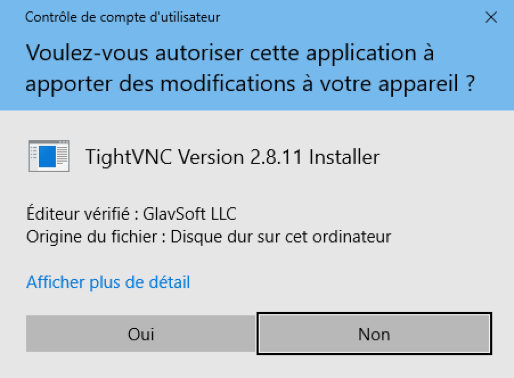 Contrôle de compte d'utilisateur
Voulez-vous autoriser cette application à
apporter des modifications à votre appareil ?
TightVNC Version 2.8.11 Installer
Éditeur vérifié : GlavSoft LLC
Origine du fichier : Disque dur sur cet ordinateur
Afficher plus de détail
Oui
Non